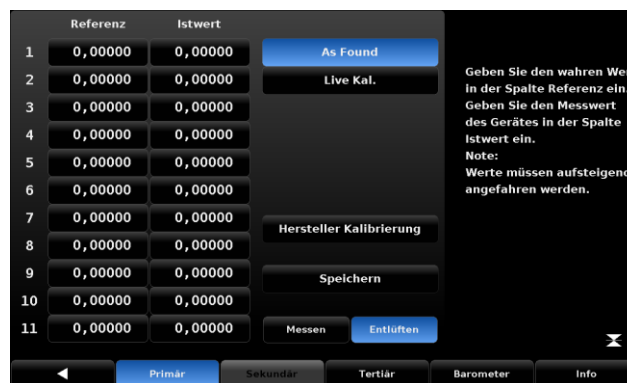 Referenz Istwert
1 0,00000 0,00000 As Found
2 0,00000 0,00000 Live Kal.
3 0,00000 0,00000
4 0,00000 0,00000
5 0,00000 0,00000
6 0,00000 0,00000
7 0,00000 0,00000 Hersteller Kalibrierung
8 0,00000 0,00000
9 0,00000 0,00000 Speichern
10 0,00000 0,00000
11 0,00000 0,00000 Messen Entlüften
Geben Sie den wahren Wer
in der Spalte Referenz ein.
Geben Sie den Messwert
des Gerätes in der Spalte
Istwert ein.
Note:
Werte müssen aufsteigend
angefahren werden.
Primär Sekundär Tertiär Barometer Info